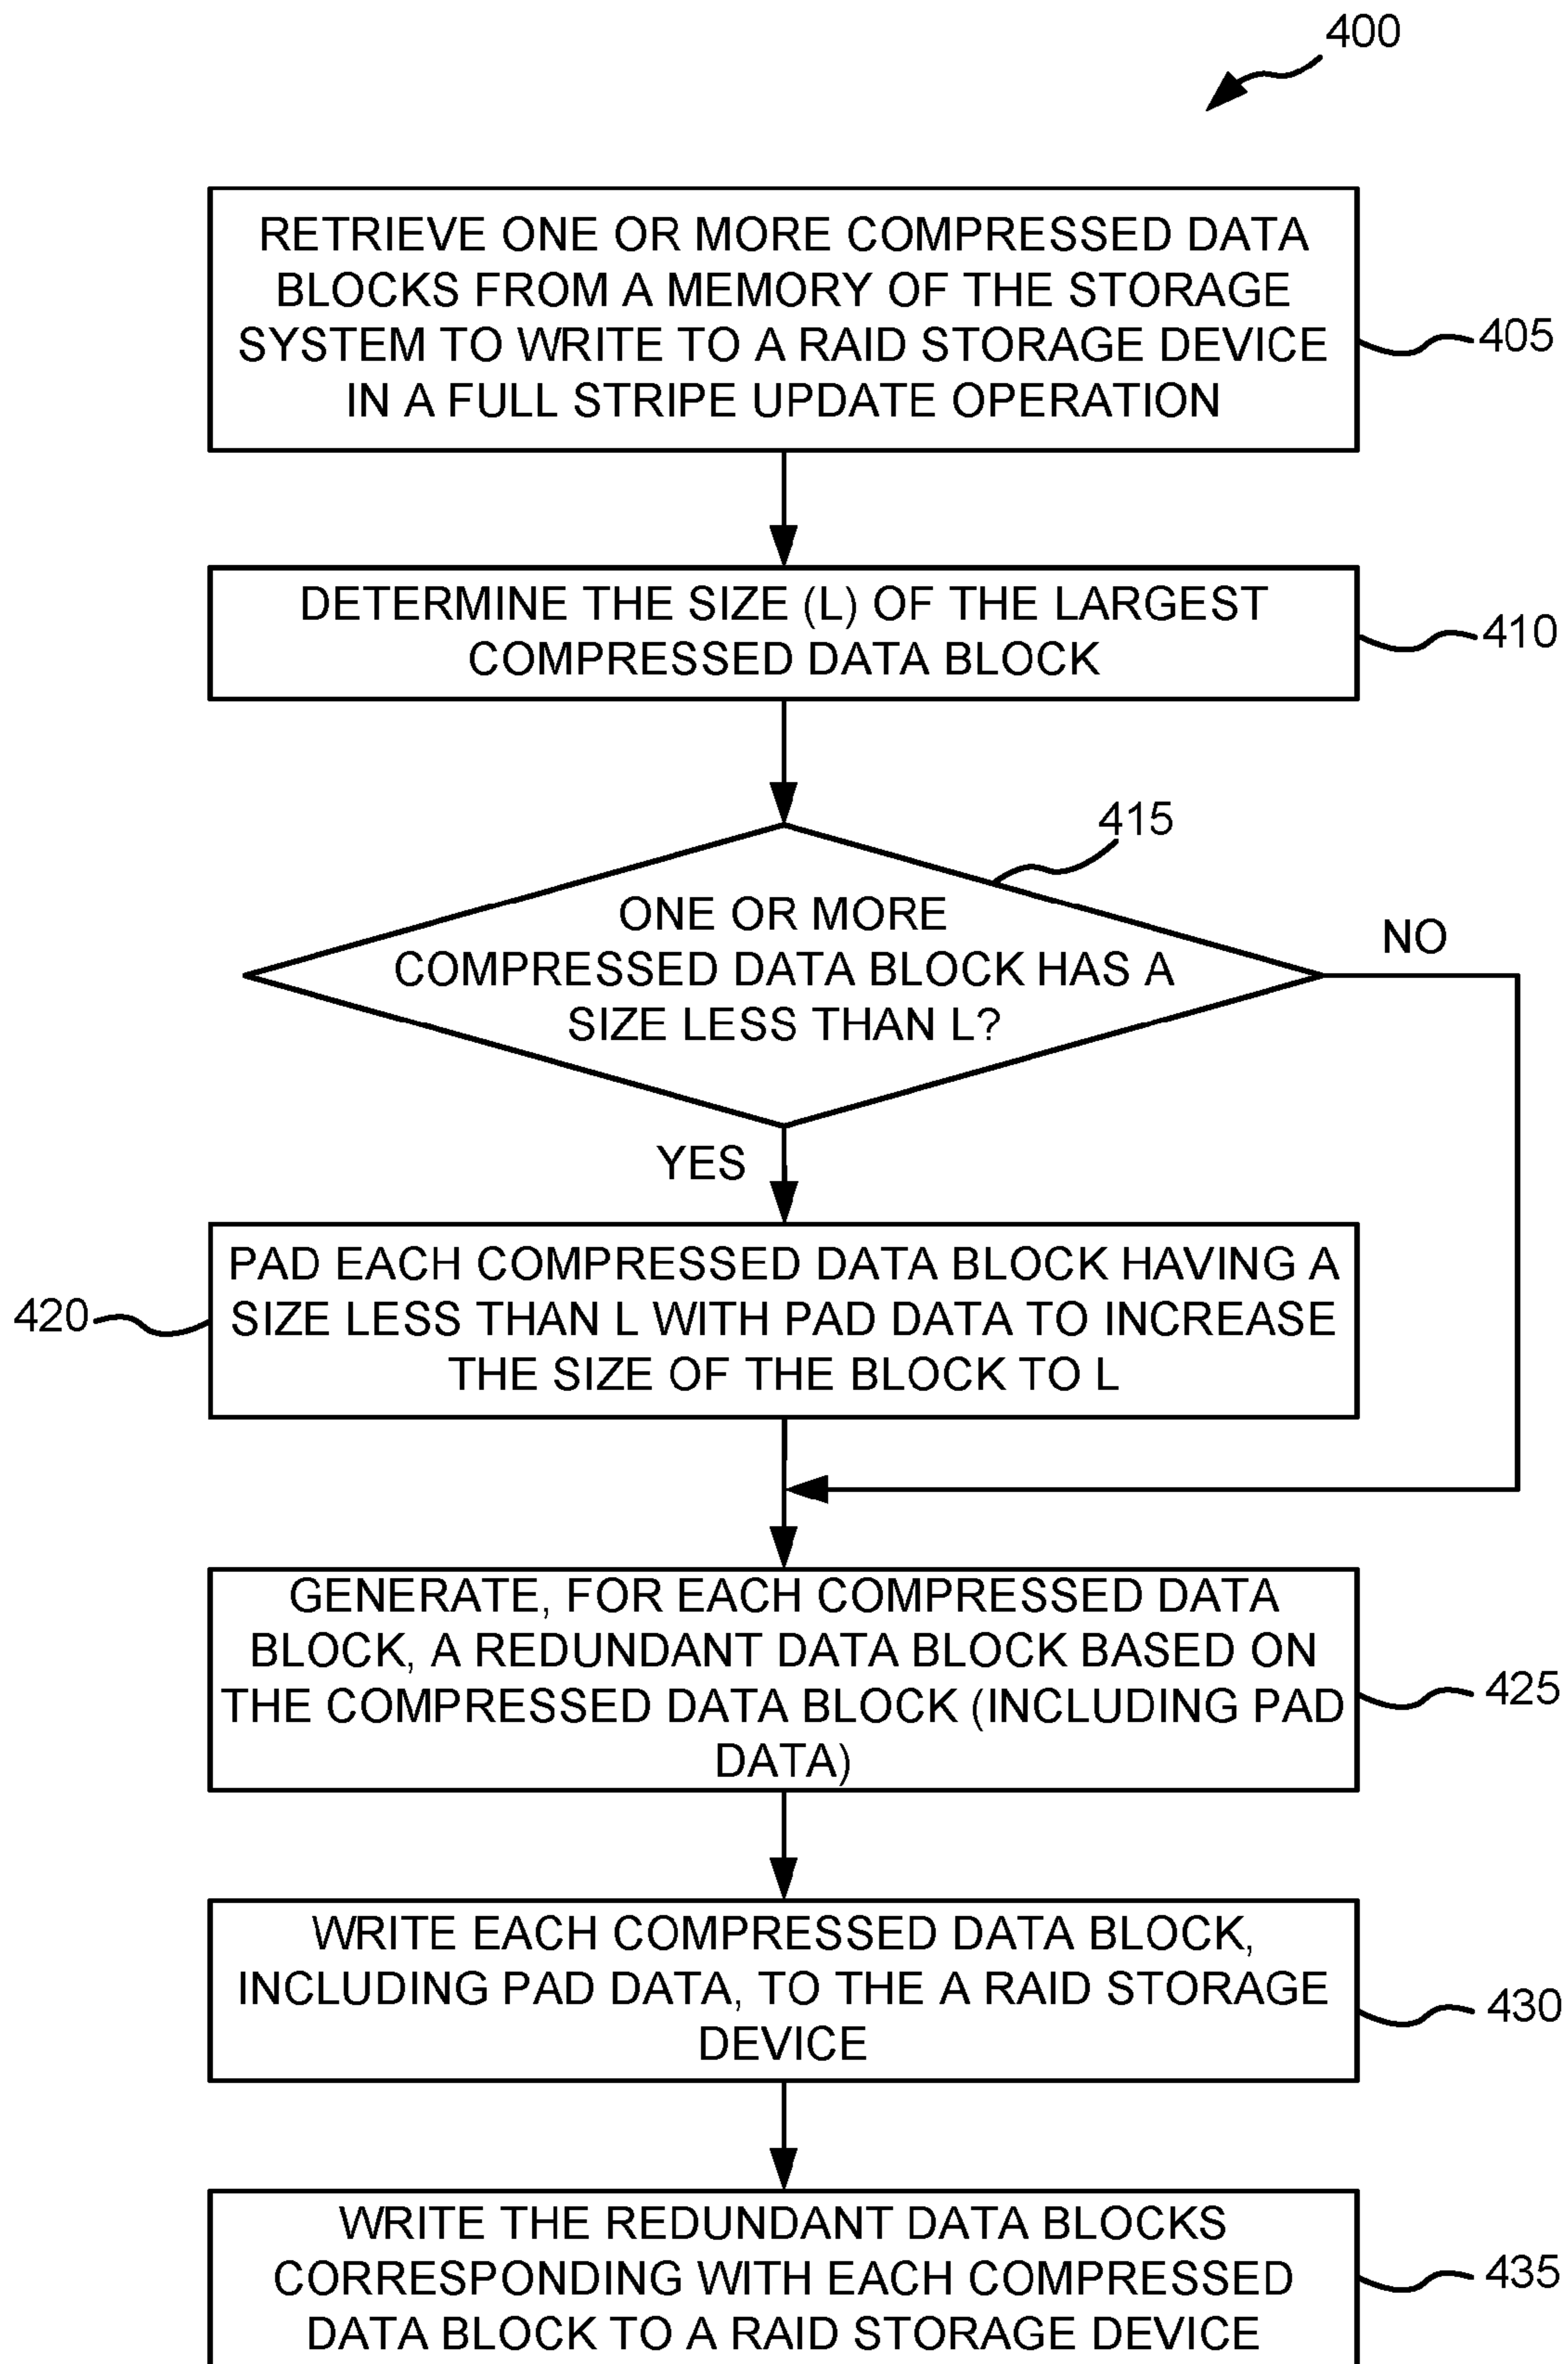 400
RETRIEVE ONE OR MORE COMPRESSED DATA
BLOCKS FROM A MEMORY OF THE STORAGE
SYSTEM TO WRITE TO A RAID STORAGE DEVICE
IN A FULL STRIPE UPDATE OPERATION
405
DETERMINE THE SIZE (L) OF THE LARGEST
COMPRESSED DATA BLOCK
410
415
ONE OR MORE
COMPRESSED DATA BLOCK HAS A
SIZE LESS THAN L?
NO
YES
PAD EACH COMPRESSED DATA BLOCK HAVING A
SIZE LESS THAN L WITH PAD DATA TO INCREASE
THE SIZE OF THE BLOCK TO L
420
GENERATE, FOR EACH COMPRESSED DATA
BLOCK, A REDUNDANT DATA BLOCK BASED ON
THE COMPRESSED DATA BLOCK (INCLUDING PAD
DATA)
425
WRITE EACH COMPRESSED DATA BLOCK,
INCLUDING PAD DATA, TO THE A RAID STORAGE
DEVICE
430
WRITE THE REDUNDANT DATA BLOCKS
CORRESPONDING WITH EACH COMPRESSED
DATA BLOCK TO A RAID STORAGE DEVICE
435